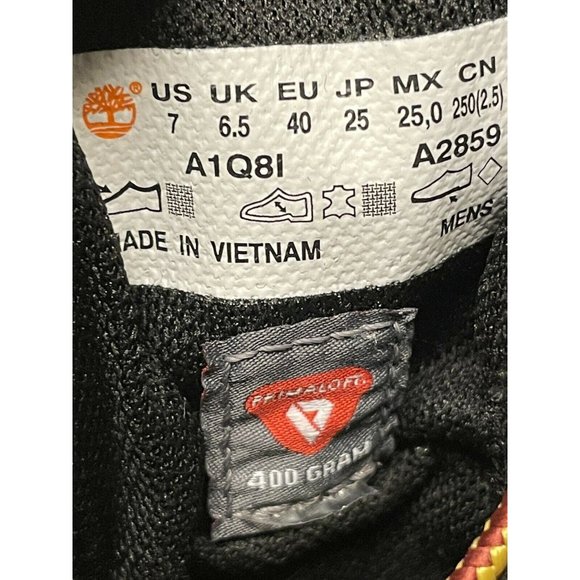 US UK EU JP MX CN
7 6.5 40 25 25,0 250(2.5)
A1Q8I A2859
ADE IN VIETNAM MENS
PRIMALOFT
400 GRAM